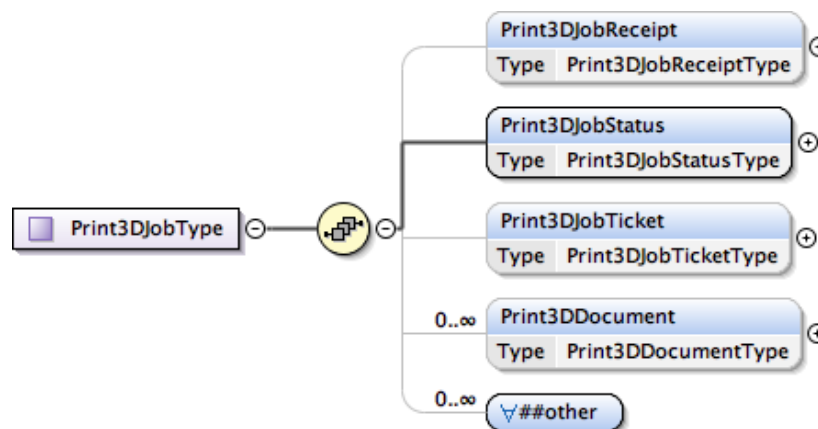 Print3DJobReceipt
Type Print3DJobReceiptType
Print3DJobStatus
Type Print3DJobStatusType
Print3DJobType
Print3DJobTicket
Type Print3DJobTicketType
0..∞ Print3DDocument
Type Print3DDocumentType
0..∞ ∀##other